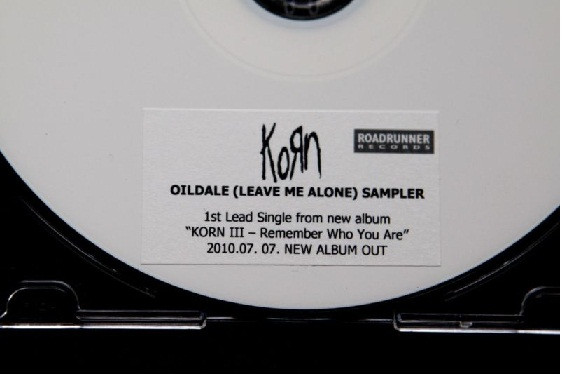 KoЯn
ROADRUNNER
RECORDS
OILDALE (LEAVE ME ALONE) SAMPLER
1st Lead Single from new album
“KORN III – Remember Who You Are”
2010.07. 07. NEW ALBUM OUT